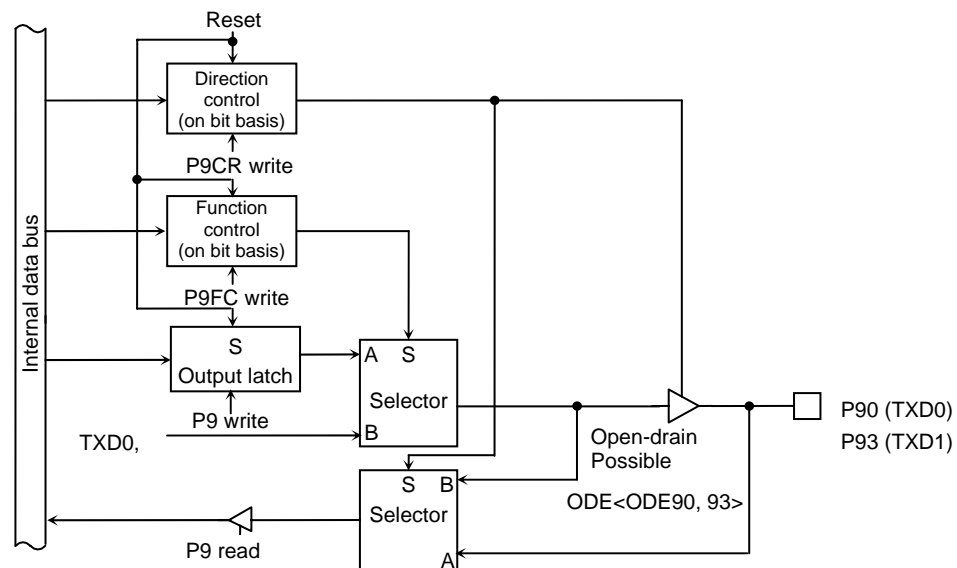 Reset
Direction
control
(on bit basis)
P9CR write
Function
control
(on bit basis)
P9FC write
Internal data bus
S
Output latch
P9 write
TXD0,
A S
Selector
B
Open-drain
Possible
P90 (TXD0)
P93 (TXD1)
ODE<ODE90, 93>
S B
Selector
A
P9 read